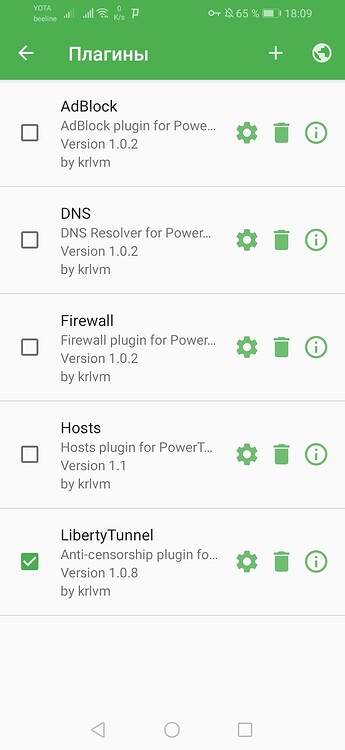 YOTA
beeline
0
K/s
65 %
18:09
Плагины
AdBlock
AdBlock plugin for Powe...
Version 1.0.2
by krlvm
DNS
DNS Resolver for Power...
Version 1.0.2
by krlvm
Firewall
Firewall plugin for Power...
Version 1.0.2
by krlvm
Hosts
Hosts plugin for PowerT...
Version 1.1
by krlvm
LibertyTunnel
Anti-censorship plugin fo...
Version 1.0.8
by krlvm